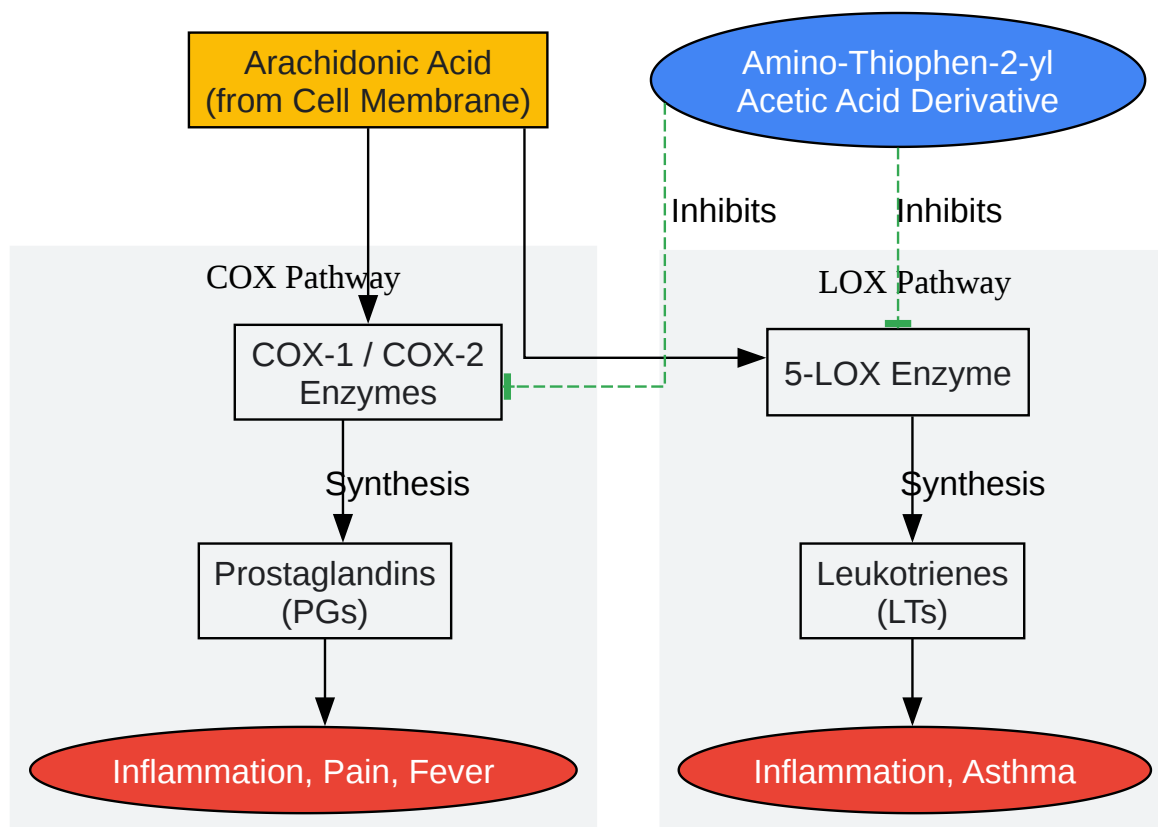 Arachidonic Acid
(from Cell Membrane)
Amino-Thiophen-2-yl
Acetic Acid Derivative
Inhibits
Inhibits
COX Pathway
LOX Pathway
COX-1 / COX-2
Enzymes
5-LOX Enzyme
Synthesis
Synthesis
Prostaglandins
(PGs)
Leukotrienes
(LTs)
Inflammation, Pain, Fever
Inflammation, Asthma